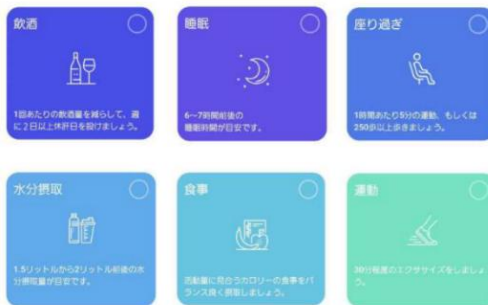 飲酒
1回あたりの飲酒量を減らして、週
に2日以上休肝日を設けましょう。
睡眠
6〜7時間前後の
睡眠時間が目安です。
座り過ぎ
1時間あたり5分の運動、もしくは
250歩以上歩きましょう。
水分摂取
1.5リットルから2リットル前後の水
分摂取量が目安です。
食事
活動量に見合うカロリーの食事をバ
ランス良く摂取しましょう。
運動
30分程度のエクササイズをしましょ
う。